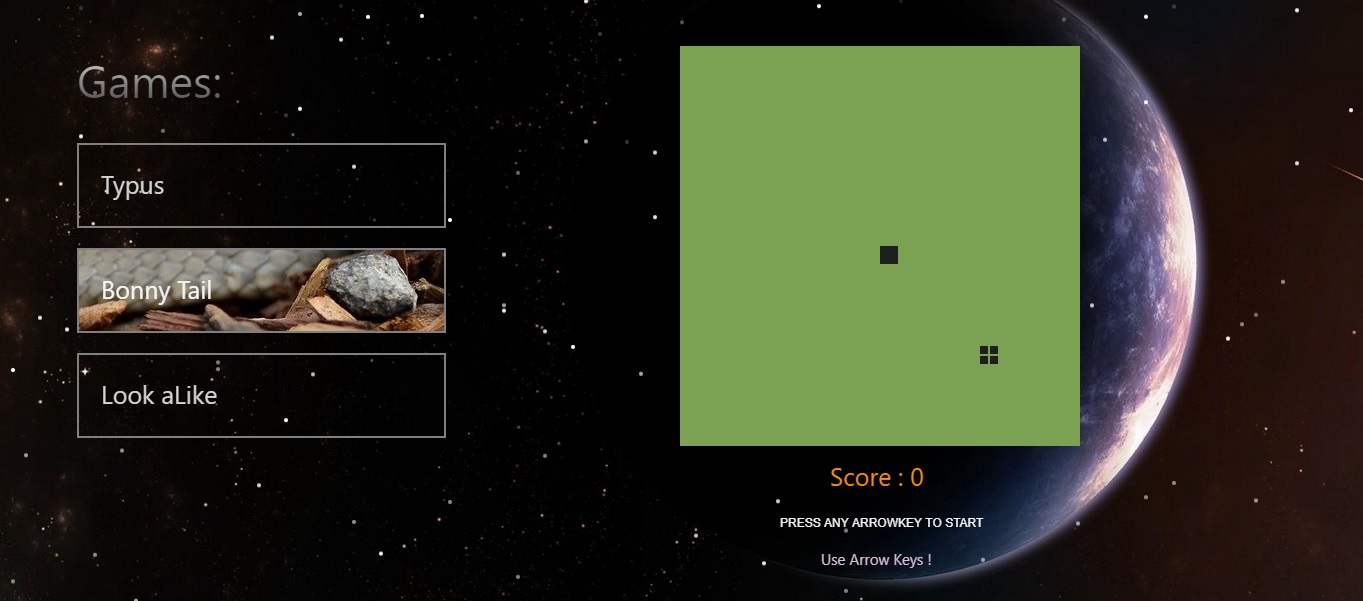 Games:
Typus
Bonny Tail
Look aLike
Score : 0
PRESS ANY ARROWKEY TO START
Use Arrow Keys !